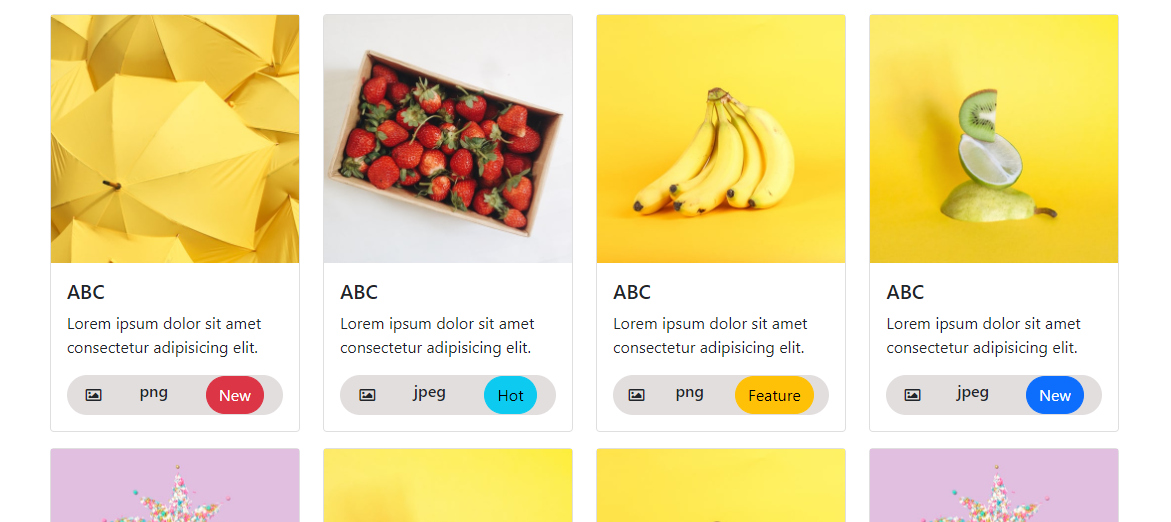 ABC
Lorem ipsum dolor sit amet
consectetur adipisicing elit.
png New
ABC
Lorem ipsum dolor sit amet
consectetur adipisicing elit.
jpeg Hot
ABC
Lorem ipsum dolor sit amet
consectetur adipisicing elit.
png Feature
ABC
Lorem ipsum dolor sit amet
consectetur adipisicing elit.
jpeg New